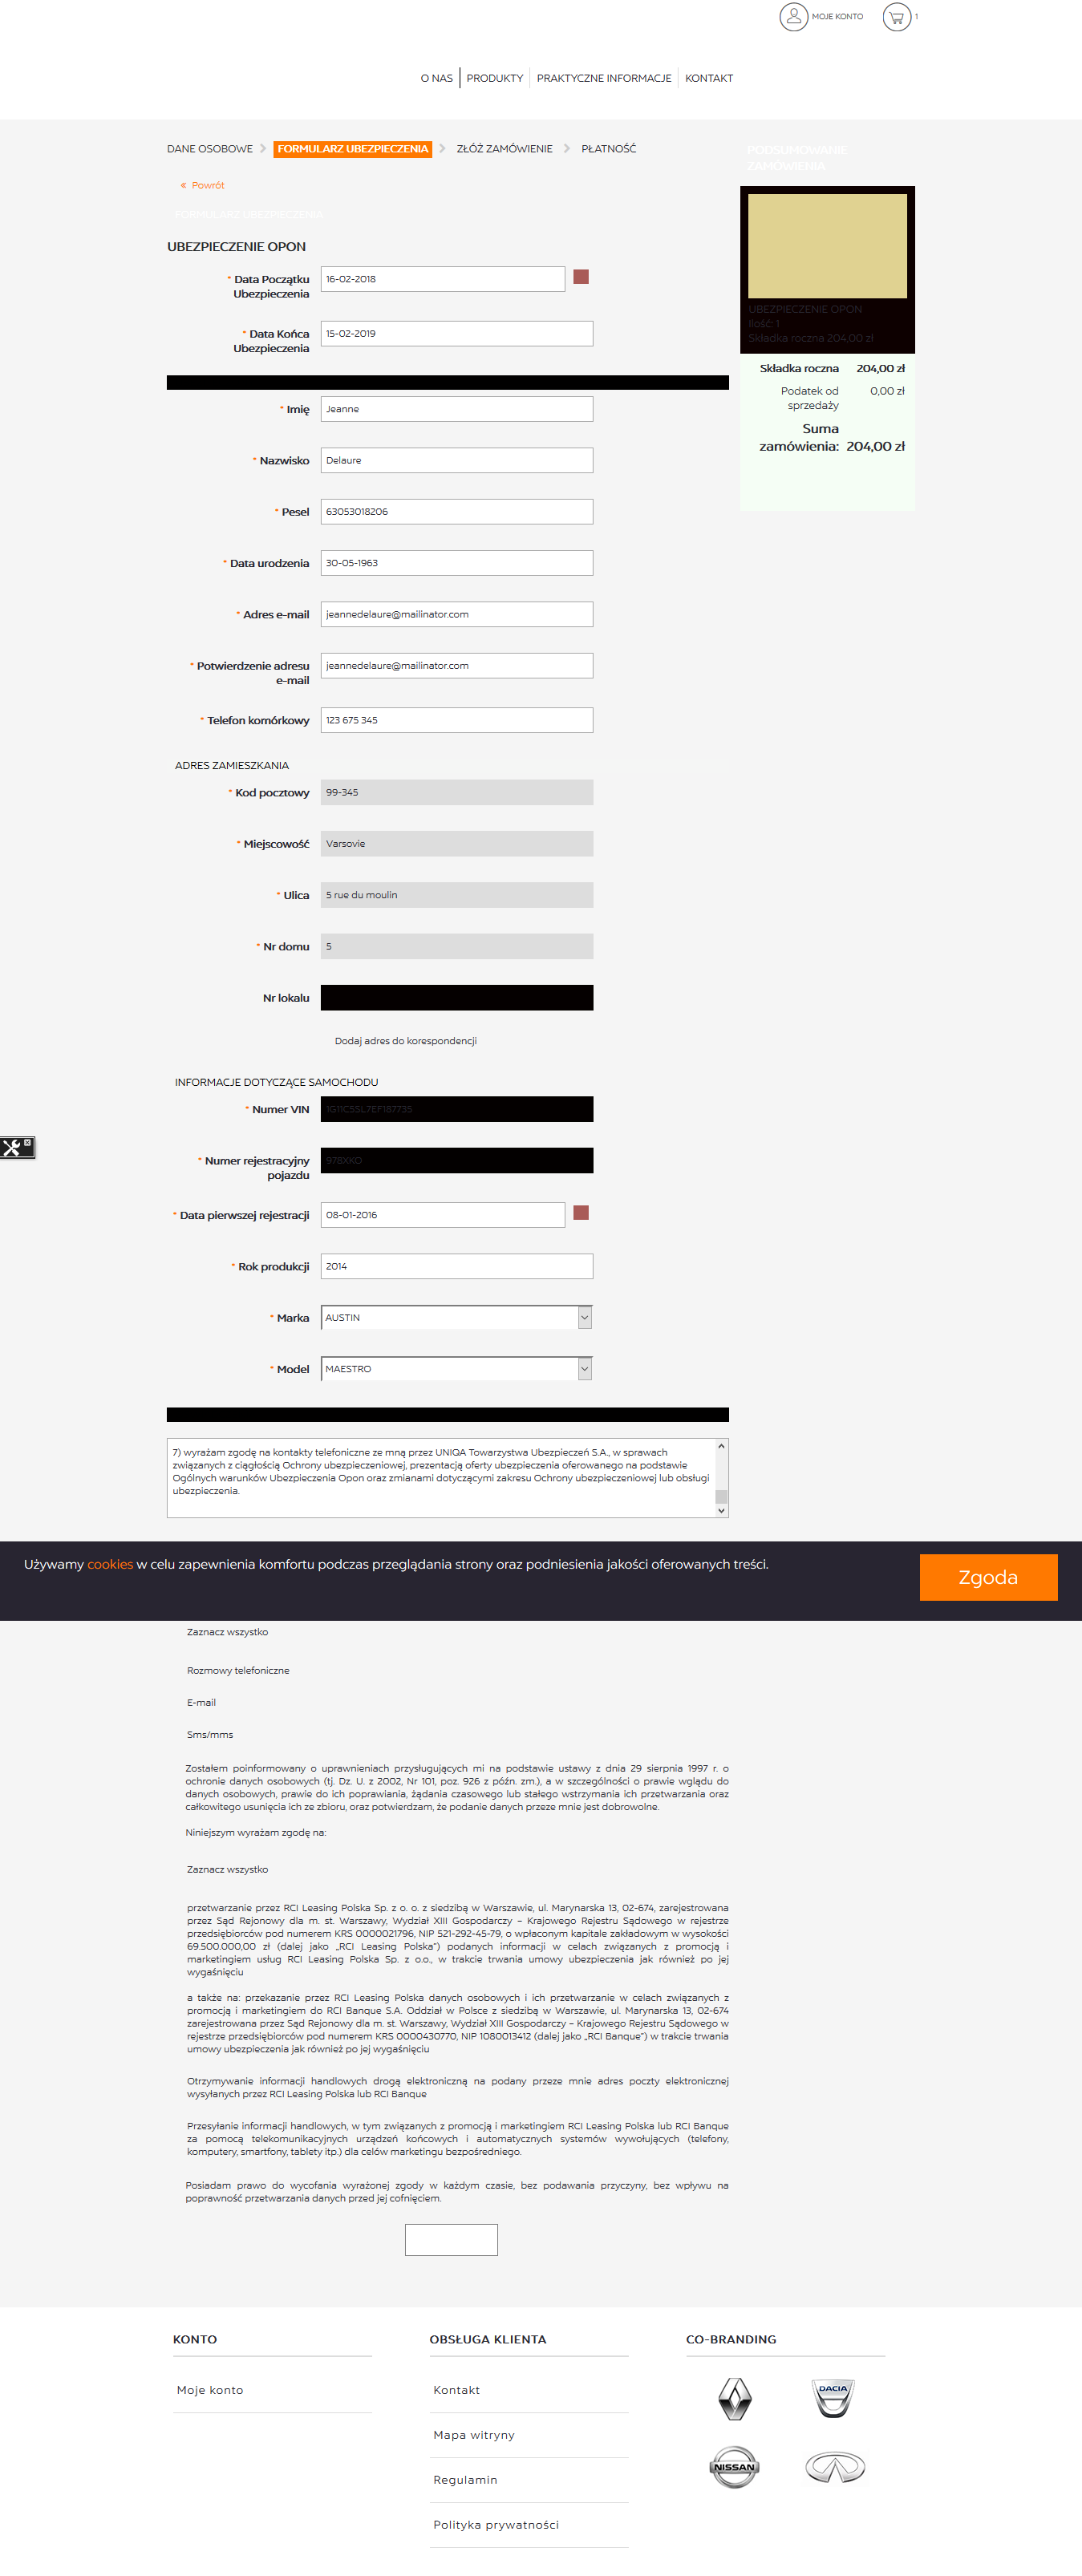 MOJE KONTO
1
O NAS
PRODUKTY
PRAKTYCZNE INFORMACJE
KONTAKT
DANE OSOBOWE
FORMULARZ UBEZPIECZENIA
ZŁÓŻ ZAMÓWIENIE
PŁATNOŚĆ
PODSUMOWANIE
ZAMÓWIENIA
« Powrót
FORMULARZ UBEZPIECZENIA
UBEZPIECZENIE OPON
* Data Początku
Ubezpieczenia
16-02-2018
* Data Końca
Ubezpieczenia
15-02-2019
UBEZPIECZENIE OPON
Ilość: 1
Składka roczna 204,00 zł
Składka roczna 204,00 zł
Podatek od
sprzedaży
0,00 zł
Suma
zamówienia: 204,00 zł
* Imię
Jeanne
* Nazwisko
Delaure
* Pesel
63053018206
* Data urodzenia
30-05-1963
* Adres e-mail
jeannedelaure@mailinator.com
* Potwierdzenie adresu
e-mail
jeannedelaure@mailinator.com
* Telefon komórkowy
123 675 345
ADRES ZAMIESZKANIA
* Kod pocztowy
99-345
* Miejscowość
Varsovie
* Ulica
5 rue du moulin
* Nr domu
5
Nr lokalu
Dodaj adres do korespondencji
INFORMACJE DOTYCZĄCE SAMOCHODU
* Numer VIN
1G11C5SL7EF187735
* Numer rejestracyjny
pojazdu
978XKO
* Data pierwszej rejestracji
08-01-2016
* Rok produkcji
2014
* Marka
AUSTIN
* Model
MAESTRO
7) wyrażam zgodę na kontakty telefoniczne ze mną przez UNIQA Towarzystwa Ubezpieczeń S.A., w sprawach
związanych z ciągłością Ochrony ubezpieczeniowej, prezentacją oferty ubezpieczenia oferowanego na podstawie
Ogólnych warunków Ubezpieczenia Opon oraz zmianami dotyczącymi zakresu Ochrony ubezpieczeniowej lub obsługi
ubezpieczenia.
Używamy cookies w celu zapewnienia komfortu podczas przeglądania strony oraz podniesienia jakości oferowanych treści.
Zgoda
Zaznacz wszystko
Rozmowy telefoniczne
E-mail
Sms/mms
Zostałem poinformowany o uprawnieniach przysługujących mi na podstawie ustawy z dnia 29 sierpnia 1997 r. o
ochronie danych osobowych (tj. Dz. U. z 2002, Nr 101, poz. 926 z późn. zm.), a w szczególności o prawie wglądu do
danych osobowych, prawie do ich poprawiania, żądania czasowego lub stałego wstrzymania ich przetwarzania oraz
całkowitego usunięcia ich ze zbioru, oraz potwierdzam, że podanie danych przeze mnie jest dobrowolne.
Niniejszym wyrażam zgodę na:
Zaznacz wszystko
przetwarzanie przez RCI Leasing Polska Sp. z o. o. z siedzibą w Warszawie, ul. Marynarska 13, 02-674, zarejestrowana
przez Sąd Rejonowy dla m. st. Warszawy, Wydział XIII Gospodarczy – Krajowego Rejestru Sądowego w rejestrze
przedsiębiorców pod numerem KRS 0000021796, NIP 521-292-45-79, o wpłaconym kapitale zakładowym w wysokości
69.500.000,00 zł (dalej jako „RCI Leasing Polska”) podanych informacji w celach związanych z promocją i
marketingiem usług RCI Leasing Polska Sp. z o.o., w trakcie trwania umowy ubezpieczenia jak również po jej
wygaśnięciu
a także na: przekazanie przez RCI Leasing Polska danych osobowych i ich przetwarzanie w celach związanych z
promocją i marketingiem do RCI Banque S.A. Oddział w Polsce z siedzibą w Warszawie, ul. Marynarska 13, 02-674
zarejestrowana przez Sąd Rejonowy dla m. st. Warszawy, Wydział XIII Gospodarczy – Krajowego Rejestru Sądowego w
rejestrze przedsiębiorców pod numerem KRS 0000430770, NIP 1080013412 (dalej jako „RCI Banque”) w trakcie trwania
umowy ubezpieczenia jak również po jej wygaśnięciu
Otrzymywanie informacji handlowych drogą elektroniczną na podany przeze mnie adres poczty elektronicznej
wysyłanych przez RCI Leasing Polska lub RCI Banque
Przesyłanie informacji handlowych, w tym związanych z promocją i marketingiem RCI Leasing Polska lub RCI Banque
za pomocą telekomunikacyjnych urządzeń końcowych i automatycznych systemów wywołujących (telefony,
komputery, smartfony, tablety itp.) dla celów marketingu bezpośredniego.
Posiadam prawo do wycofania wyrażonej zgody w każdym czasie, bez podawania przyczyny, bez wpływu na
poprawność przetwarzania danych przed jej cofnięciem.
KONTO
Moje konto
OBSŁUGA KLIENTA
Kontakt
Mapa witryny
Regulamin
Polityka prywatności
CO-BRANDING
DACIA
NISSAN